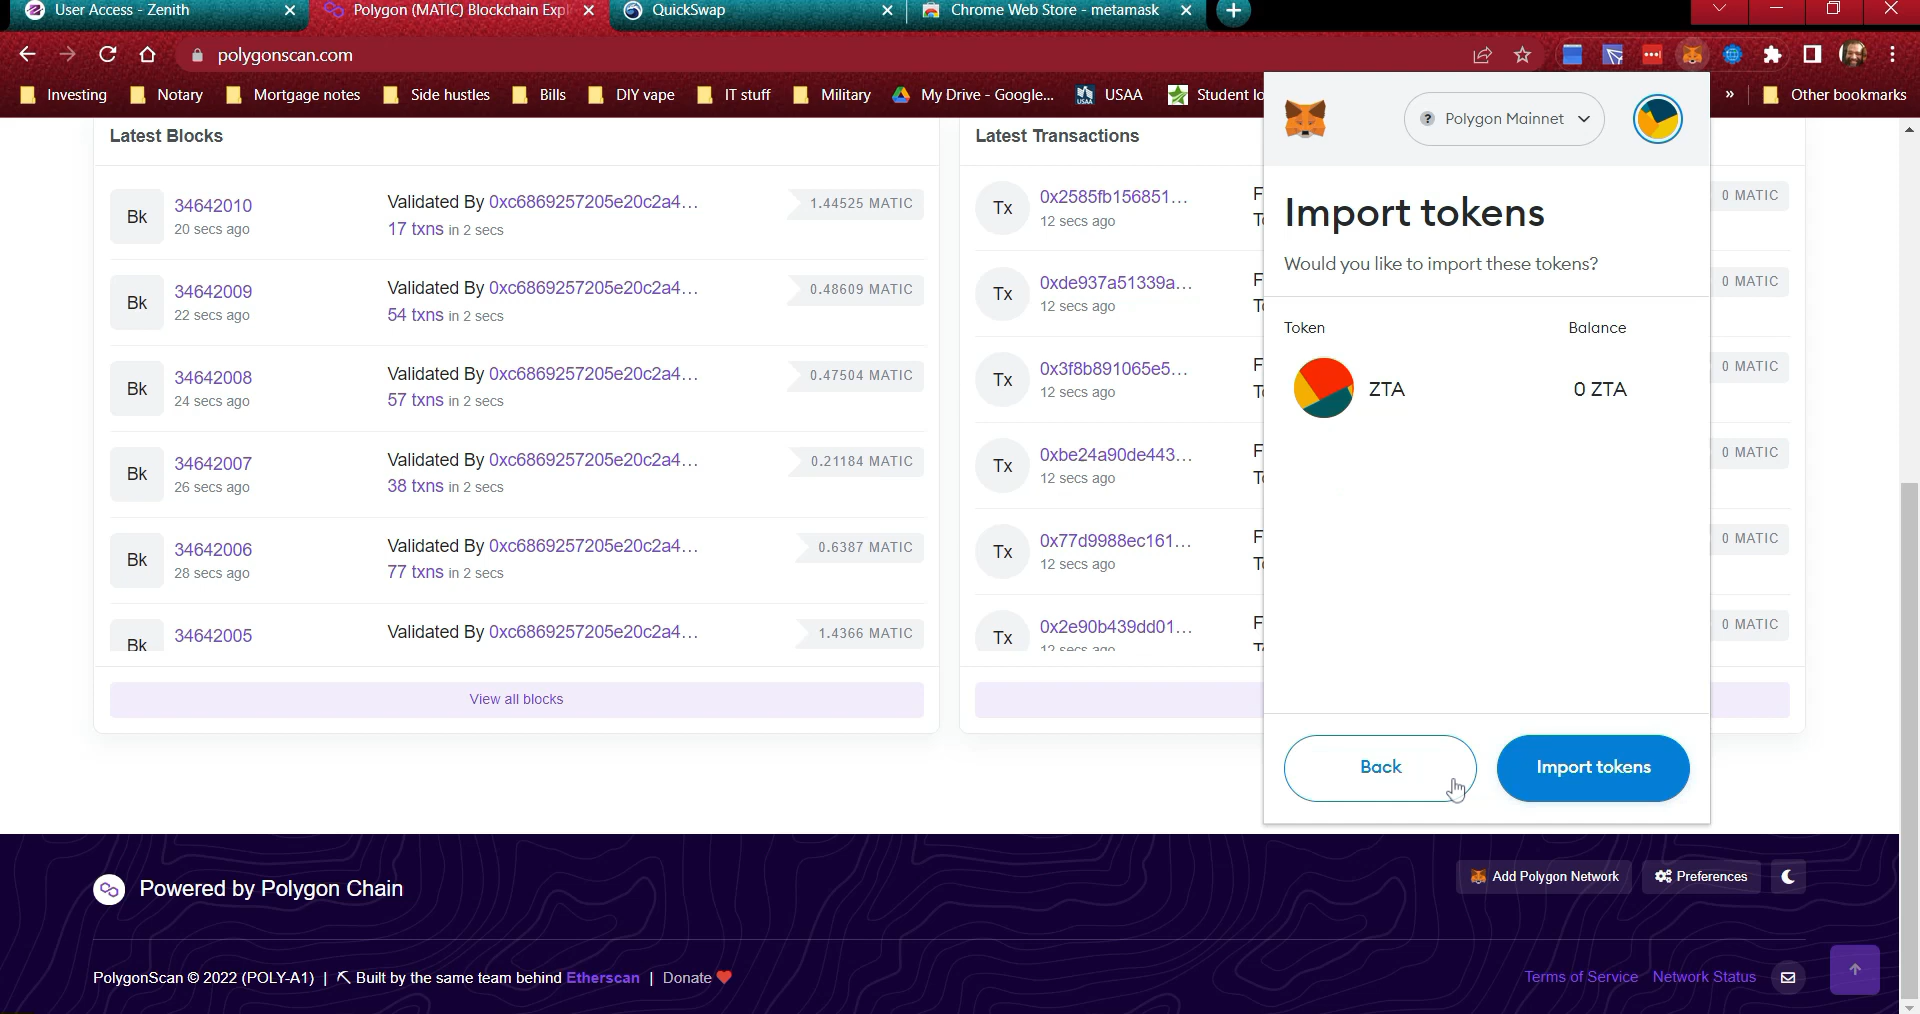 User Access - Zenith
Polygon (MATIC) Blockchain Expl
QuickSwap
Chrome Web Store - metamask
polygonscan.com
Investing
Notary
Mortgage notes
Side hustles
Bills
DIY vape
IT stuff
Military
My Drive - Google...
USAA
Student lo
»
Other bookmarks
Latest Blocks
Bk
34642010
20 secs ago
Validated By 0xc6869257205e20c2a4...
17 txns in 2 secs
1.44525 MATIC
Bk
34642009
22 secs ago
Validated By 0xc6869257205e20c2a4...
54 txns in 2 secs
0.48609 MATIC
Bk
34642008
24 secs ago
Validated By 0xc6869257205e20c2a4...
57 txns in 2 secs
0.47504 MATIC
Bk
34642007
26 secs ago
Validated By 0xc6869257205e20c2a4...
38 txns in 2 secs
0.21184 MATIC
Bk
34642006
28 secs ago
Validated By 0xc6869257205e20c2a4...
77 txns in 2 secs
0.6387 MATIC
Bk
34642005
Validated By 0xc6869257205e20c2a4...
1.4366 MATIC
View all blocks
Latest Transactions
Tx
0x2585fb156851...
12 secs ago
0 MATIC
Tx
0xde937a51339a...
12 secs ago
0 MATIC
Tx
0x3f8b891065e5...
12 secs ago
0 MATIC
Tx
0xbe24a90de443...
12 secs ago
0 MATIC
Tx
0x77d9988ec161...
12 secs ago
0 MATIC
Tx
0x2e90b439dd01...
12 secs ago
0 MATIC
Polygon Mainnet
Import tokens
Would you like to import these tokens?
Token
Balance
ZTA
0 ZTA
Back
Import tokens
Powered by Polygon Chain
Add Polygon Network
Preferences
PolygonScan © 2022 (POLY-A1) | Built by the same team behind Etherscan | Donate
Terms of Service
Network Status